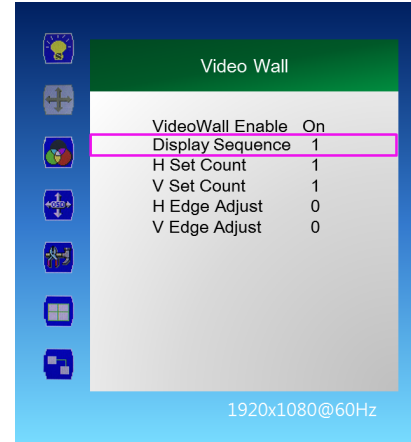 Video Wall
VideoWall Enable On
Display Sequence 1
H Set Count 1
V Set Count 1
OSD
H Edge Adjust 0
V Edge Adjust 0
1920x1080@60Hz